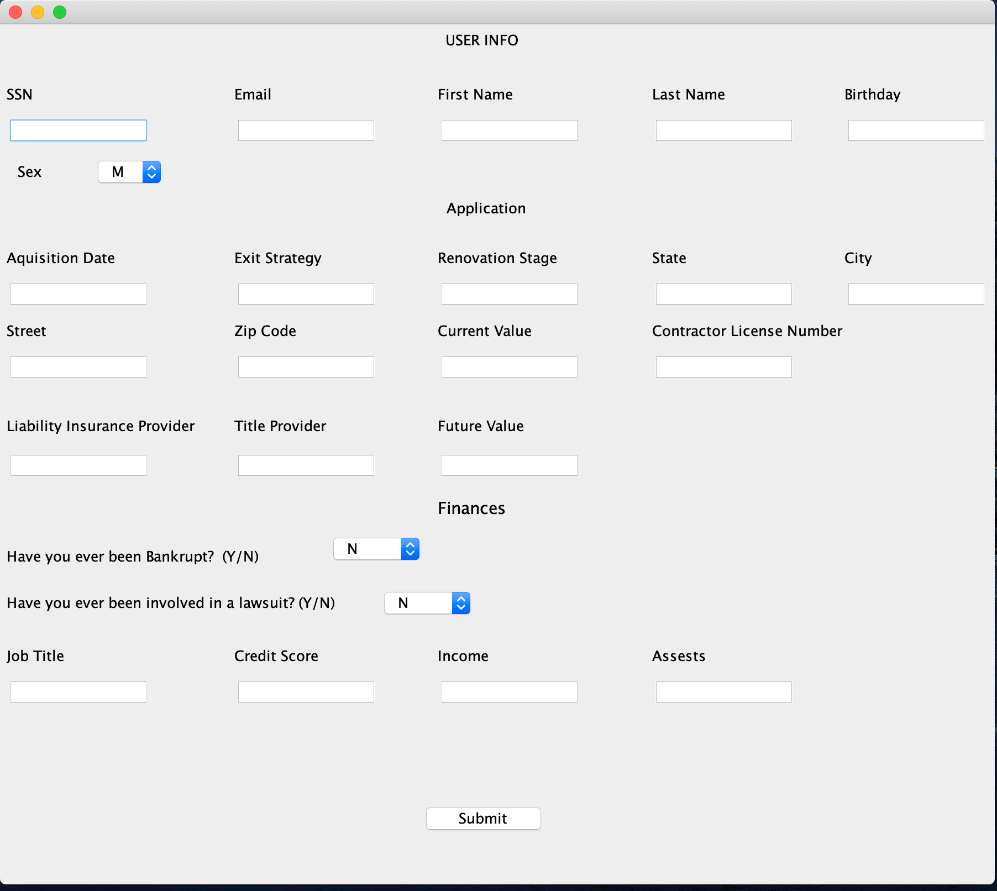 USER INFO
SSN Email First Name Last Name Birthday
Sex M
Application
Aquisition Date Exit Strategy Renovation Stage State City
Street Zip Code Current Value Contractor License Number
Liability Insurance Provider Title Provider Future Value
Finances
Have you ever been Bankrupt? (Y/N) N
Have you ever been involved in a lawsuit? (Y/N) N
Job Title Credit Score Income Assests
Submit